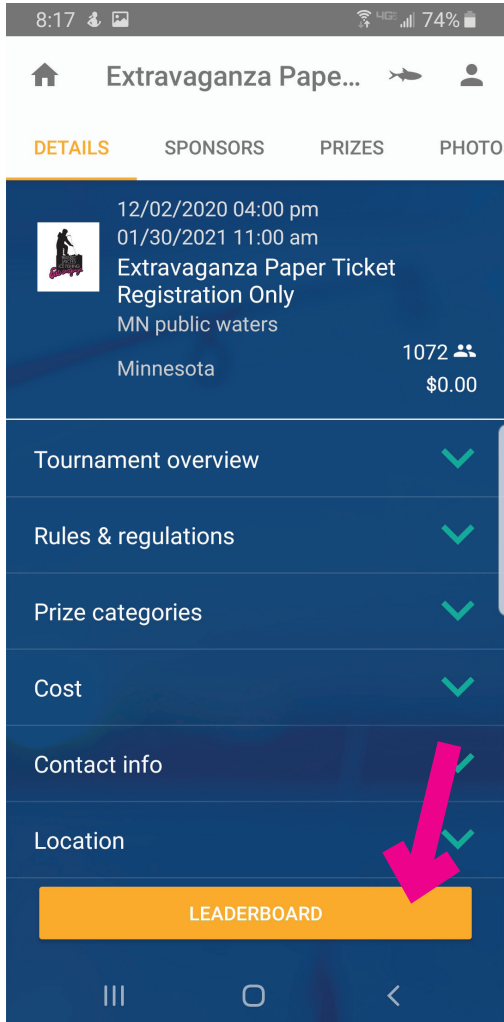 8:17 4GE 74%
Extravaganza Pape...
DETAILS SPONSORS PRIZES PHOTO
12/02/2020 04:00 pm
01/30/2021 11:00 am
Extravaganza Paper Ticket
Registration Only
MN public waters
1072
Minnesota
$0.00
Tournament overview
Rules & regulations
Prize categories
Cost
Contact info
Location
LEADERBOARD